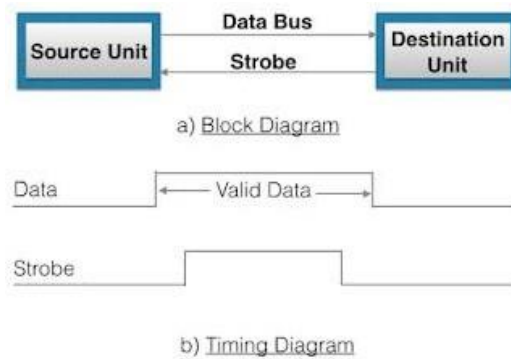 Data Bus
Source Unit
Strobe
Destination
Unit
a) Block Diagram
Data
Valid Data
Strobe
b) Timing Diagram